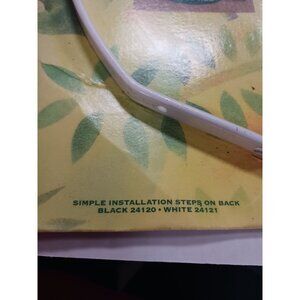 SIMPLE INSTALLATION STEPS ON BACK
BLACK 24120 • WHITE 24121